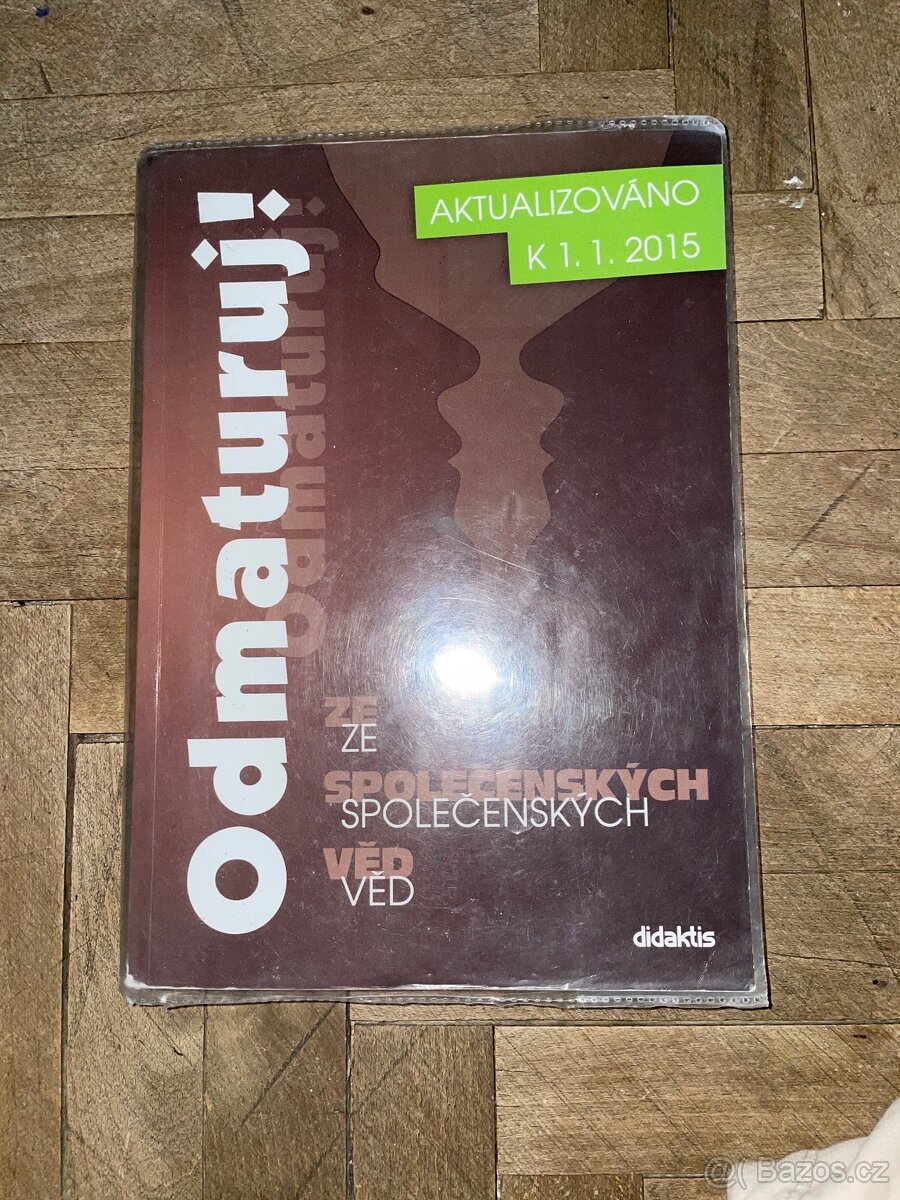 AKTUALIZOVÁNO
K 1. 1. 2015
Odmaturuj!
Odmaturuj!
ZE
ZE
SPOLEČENSKÝCH
SPOLEČENSKÝCH
VĚD
VĚD
didaktis
@( Bazos.cz